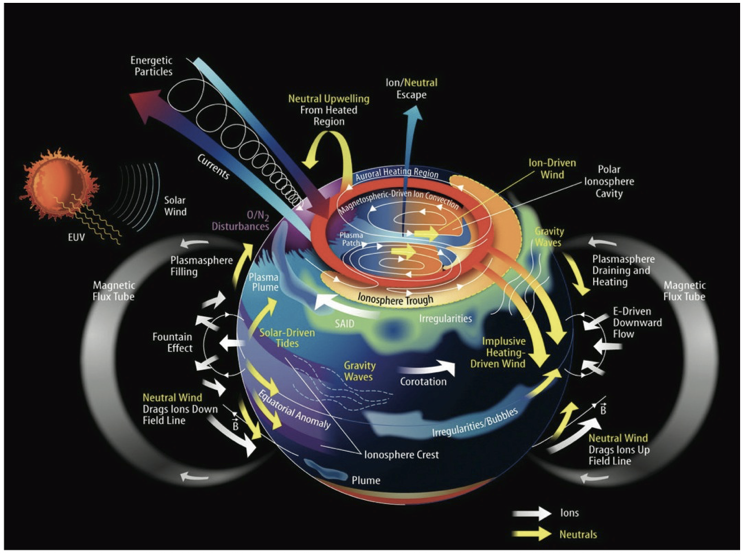 Energetic
Particles
Currents
Neutral Upwelling
From Heated
Region
Ion/Neutral
Escape
Solar
Wind
EUV
Auroral Heating Region
Magnetospheric-Driven Ion Convection
Ion-Driven
Wind
Polar
Ionosphere
Cavity
O/N2
Disturbances
Plasma
Patch
Gravity
Waves
Plasmasphere
Filling
Plasma
Plume
Ionosphere Trough
Plasmasphere
Draining and
Heating
Magnetic
Flux Tube
Magnetic
Flux Tube
SAID
Irregularities
Fountain
Effect
Solar-Driven
Tides
Implusive
Heating-
Driven Wind
E-Driven
Downward
Flow
Gravity
Waves
Corotation
Neutral Wind
Drags Ions Down
Field Line
B
Equatorial Anomaly
Irregularities/Bubbles
B
Neutral Wind
Drags Ions Up
Field Line
Ionosphere Crest
Plume
Ions
Neutrals